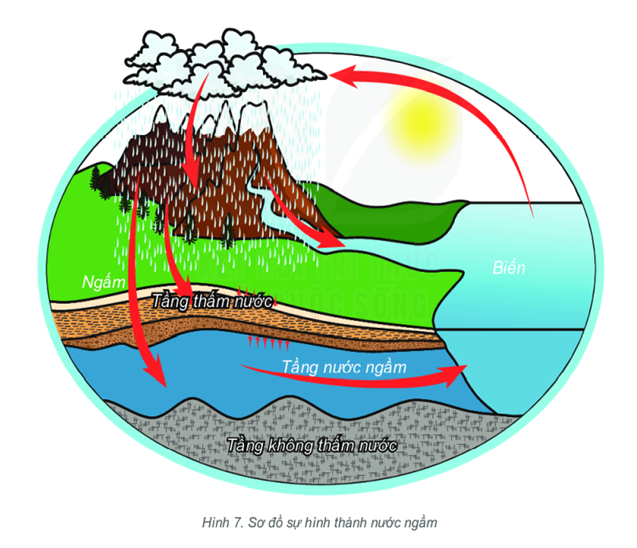 Ngấm
Biển
Tầng thấm nước
Tầng nước ngầm
Tầng không thấm nước
Hình 7. Sơ đồ sự hình thành nước ngầm